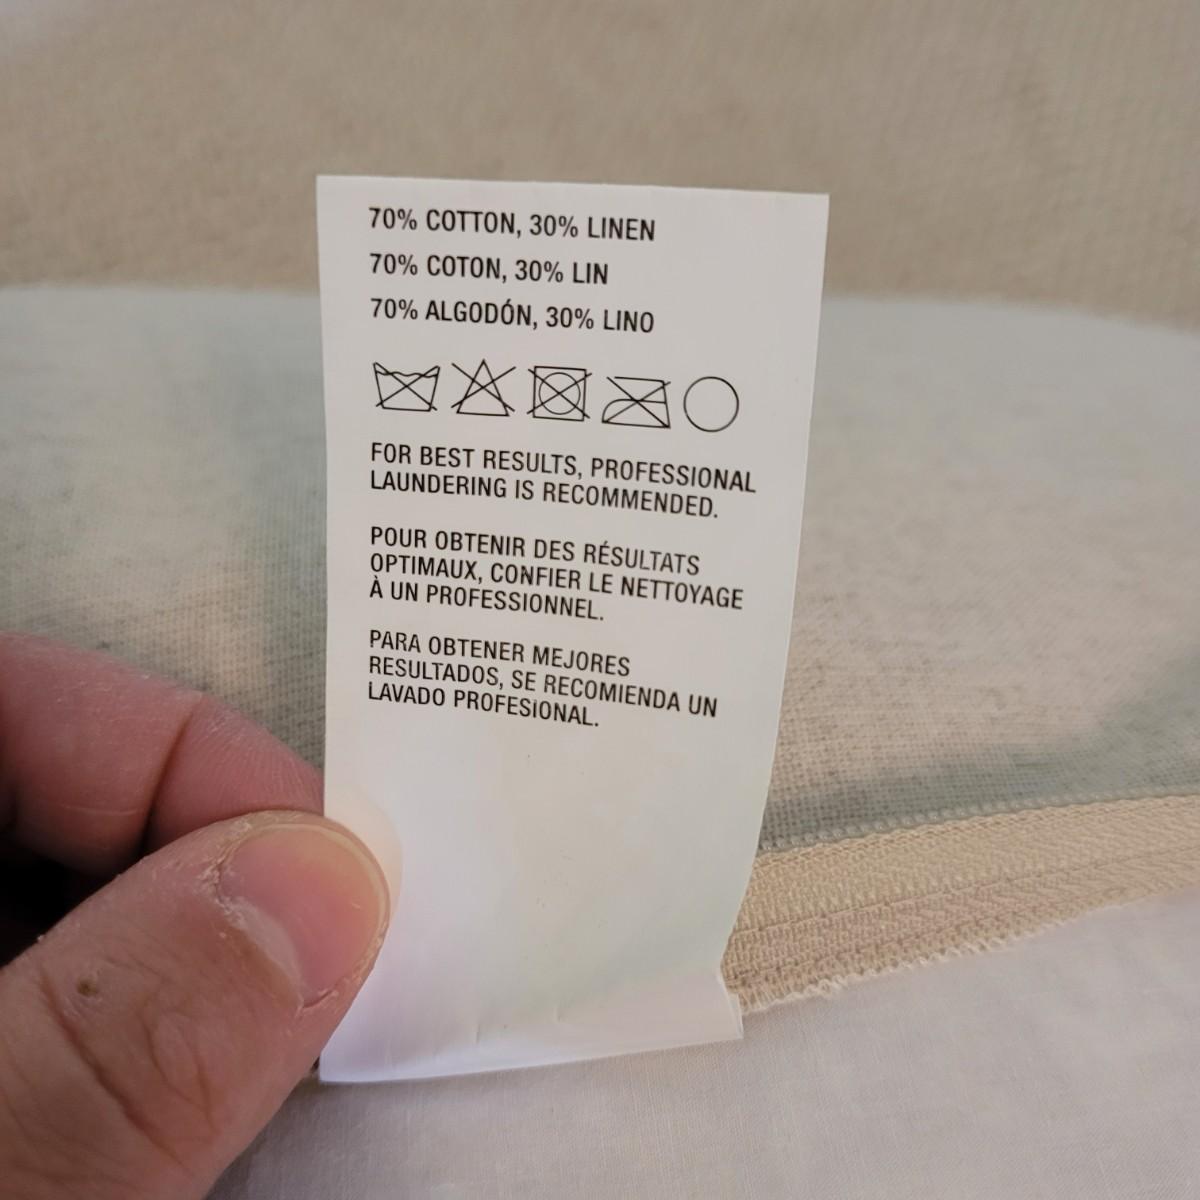 70% COTTON, 30% LINEN
70% COTON, 30% LIN
70% ALGODÓN, 30% LINO
FOR BEST RESULTS, PROFESSIONAL
LAUNDERING IS RECOMMENDED.
POUR OBTENIR DES RÉSULTATS
OPTIMAUX, CONFIER LE NETTOYAGE
À UN PROFESSIONNEL.
PARA OBTENER MEJORES
RESULTADOS, SE RECOMIENDA UN
LAVADO PROFESIONAL.